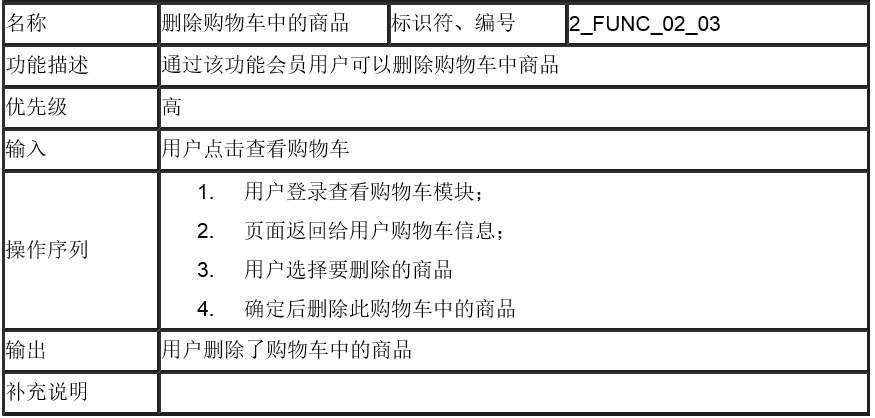 名称 删除购物车中的商品 标识符、编号 2_FUNC_02_03
功能描述 通过该功能会员用户可以删除购物车中商品
优先级 高
输入 用户点击查看购物车
操作序列
1. 用户登录查看购物车模块；
2. 页面返回给用户购物车信息；
3. 用户选择要删除的商品
4. 确定后删除此购物车中的商品
输出 用户删除了购物车中的商品
补充说明